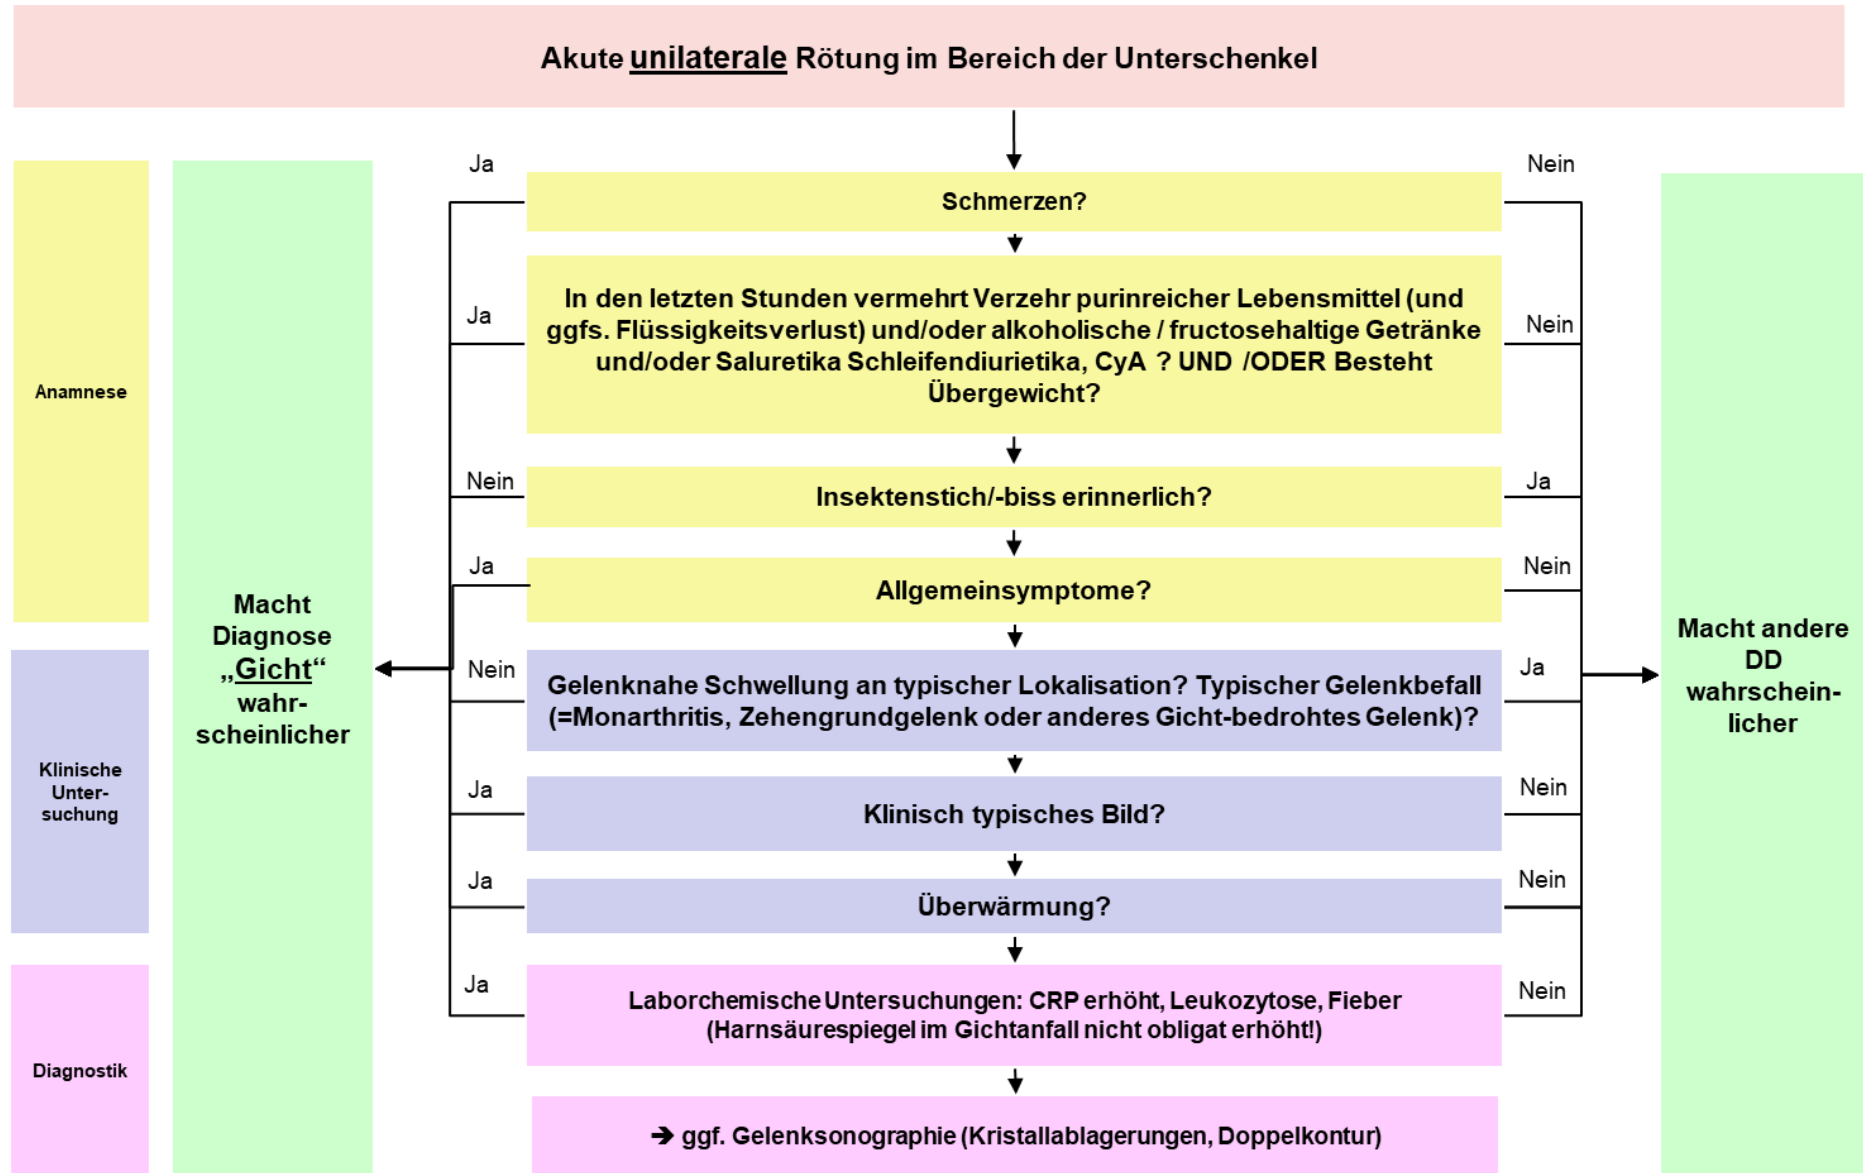 Akute unilaterale Rötung im Bereich der Unterschenkel
Ja
Nein
Schmerzen?
In den letzten Stunden vermehrt Verzehr purinreicher Lebensmittel (und
ggfs. Flüssigkeitsverlust) und/oder alkoholische / fructosehaltige Getränke
und/oder Saluretika Schleifendiurietika, CyA ? UND /ODER Besteht
Übergewicht?
Ja
Nein
Anamnese
Nein
Insektenstich/-biss erinnerlich?
Ja
Ja
Allgemeinsymptome?
Nein
Macht
Diagnose
„Gicht“
wahr-
scheinlicher
Macht andere
DD
wahrschein-
licher
Nein
Gelenknahe Schwellung an typischer Lokalisation? Typischer Gelenkbefall
(=Monarthritis, Zehengrundgelenk oder anderes Gicht-bedrohtes Gelenk)?
Ja
Klinische
Unter-
suchung
Ja
Klinisch typisches Bild?
Nein
Ja
Überwärmung?
Nein
Ja
Laborchemische Untersuchungen: CRP erhöht, Leukozytose, Fieber
(Harnsäurespiegel im Gichtanfall nicht obligat erhöht!)
Nein
Diagnostik
➔ ggf. Gelenksonographie (Kristallablagerungen, Doppelkontur)